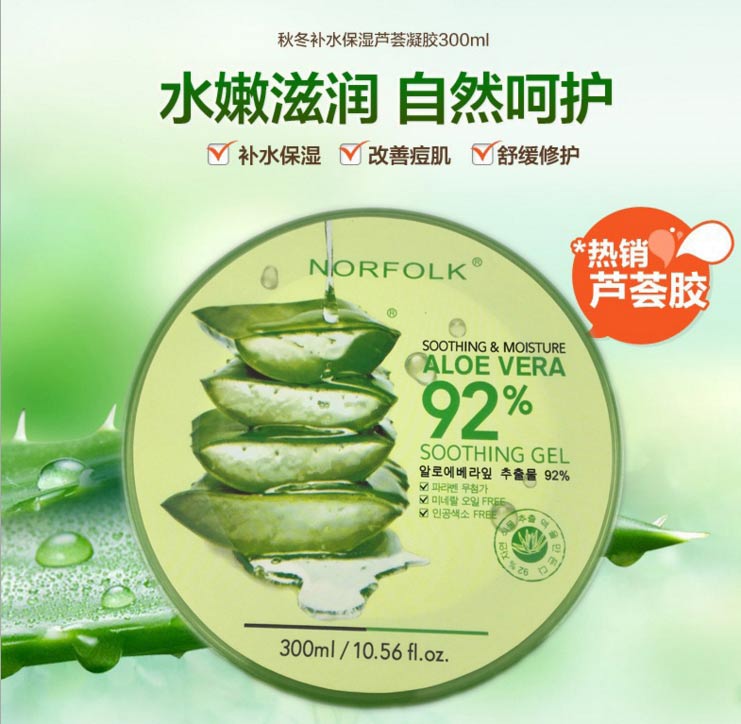 秋冬补水保湿芦荟凝胶300ml
水嫩滋润 自然呵护
补水保湿 改善痘肌 舒缓修护
*热销
芦荟胶
NORFOLK®
®
SOOTHING & MOISTURE
ALOE VERA
92%
SOOTHING GEL
알로에베라잎 추출물 92%
파라벤 무첨가
미네랄 오일 FREE
인공색소 FREE
300ml / 10.56 fl.oz.